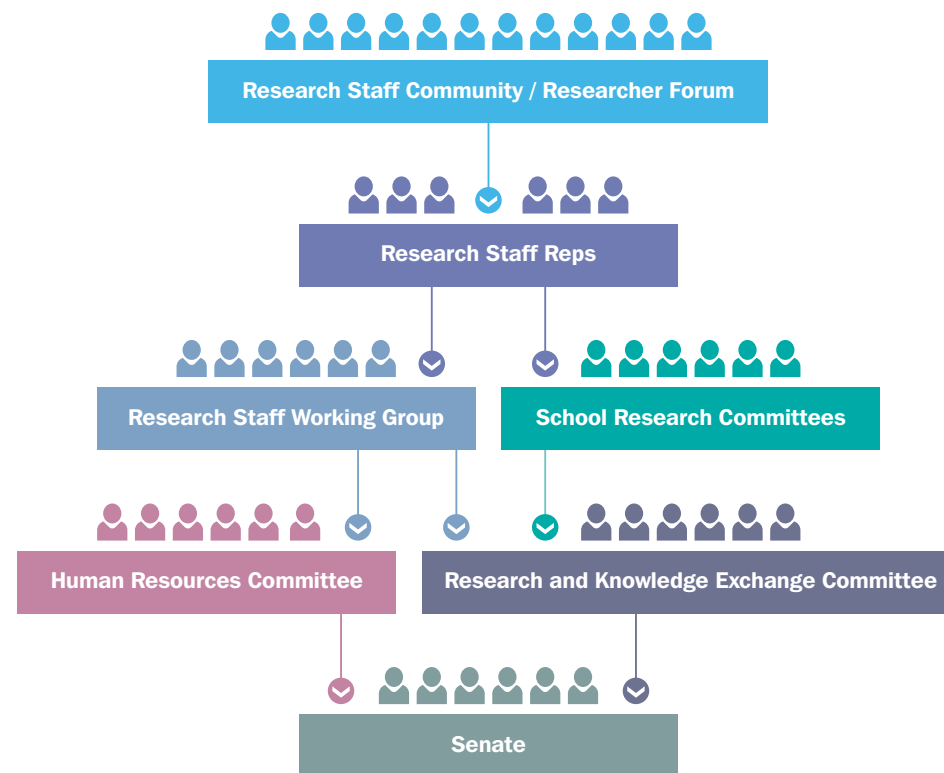 Research Staff Community / Researcher Forum
Research Staff Reps
Research Staff Working Group
School Research Committees
Human Resources Committee
Research and Knowledge Exchange Committee
Senate